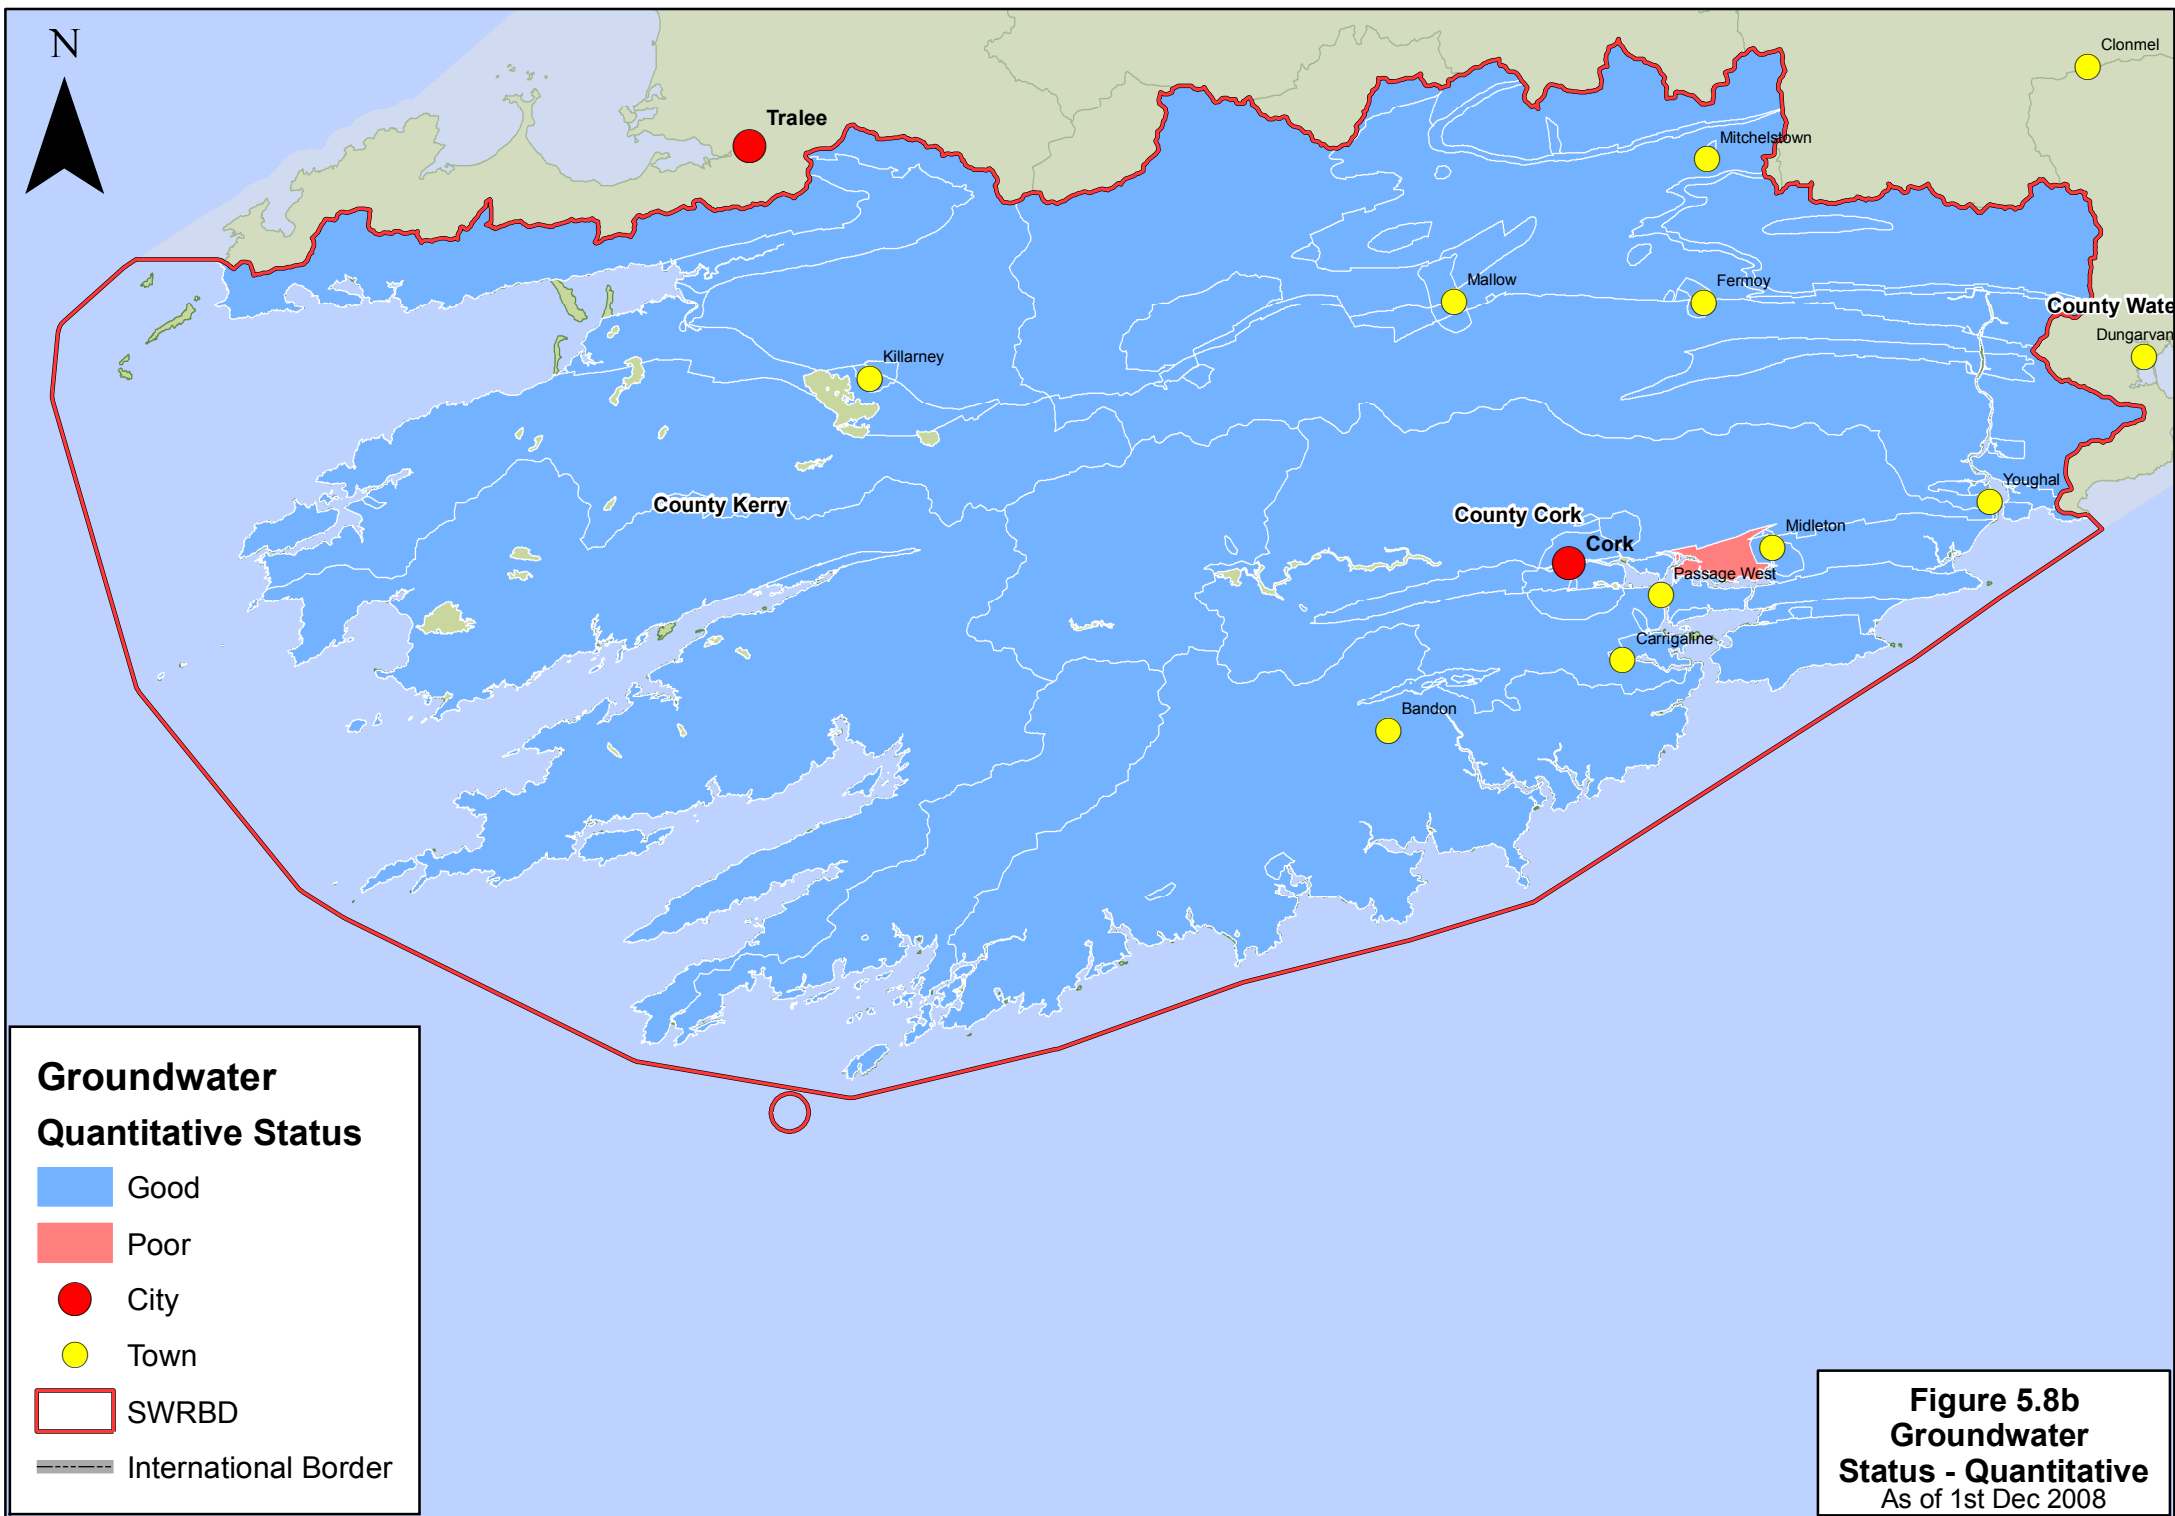 N
Clonmel
Tralee
Mitchelstown
Mallow
Fermoy
County Wate
Dungarvan
Killarney
Youghal
County Kerry
County Cork
Midleton
Cork
Passage West
Carrigaline
Bandon
Groundwater
Quantitative Status
Good
Poor
City
Town
SWRBD
International Border
Figure 5.8b
Groundwater
Status - Quantitative
As of 1st Dec 2008